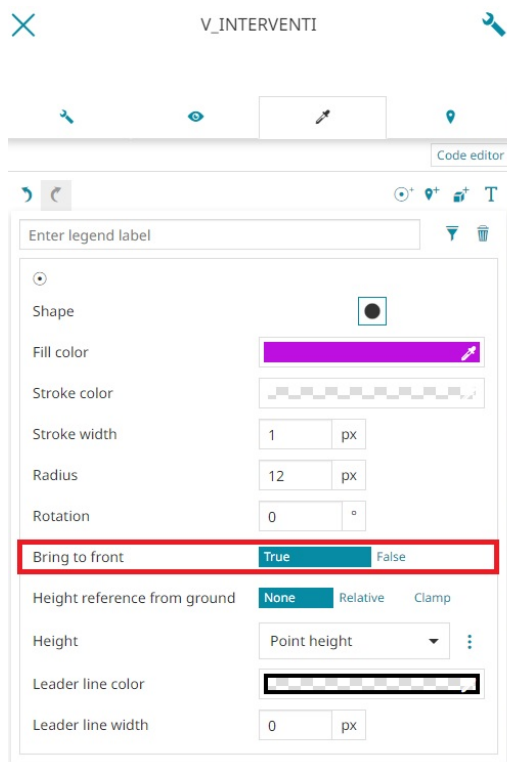 V_INTERVENTI
Code editor
T
Enter legend label
Shape
Fill color
Stroke color
Stroke width 1 px
Radius 12 px
Rotation 0 °
Bring to front True False
Height reference from ground None Relative Clamp
Height Point height
Leader line color
Leader line width 0 px